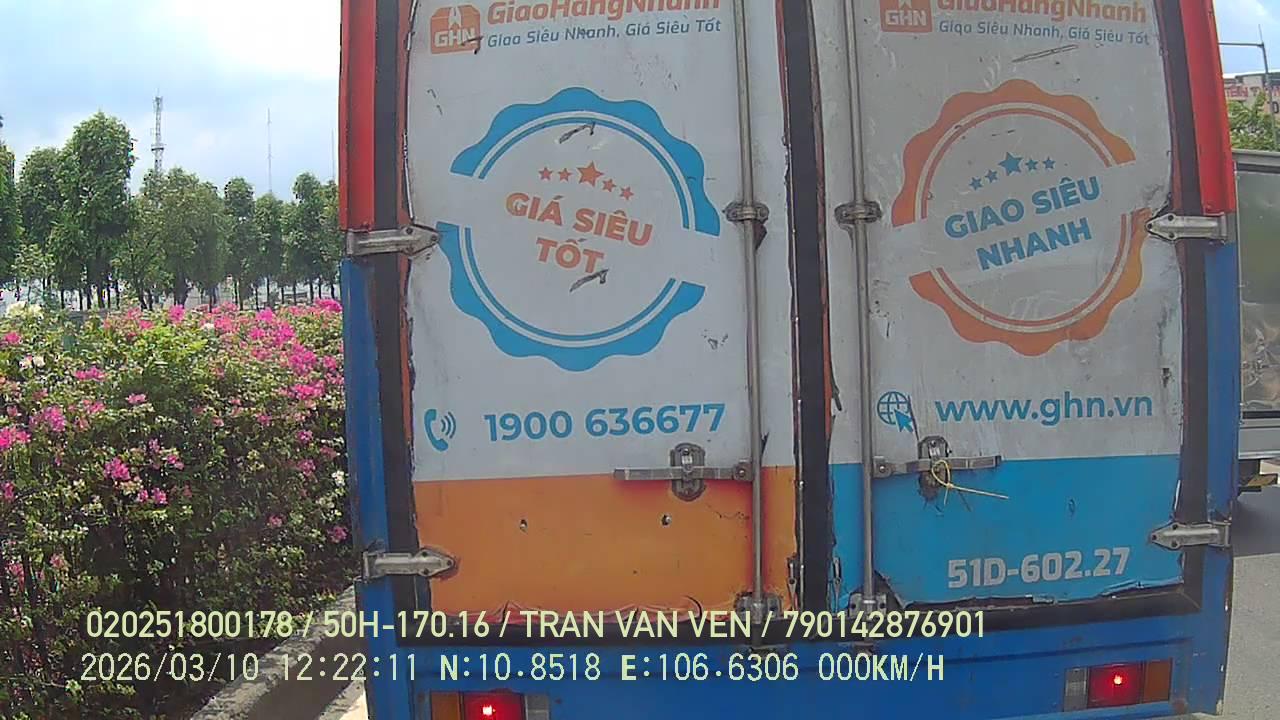 GHN GiaoHangNhanh
Giao Siêu Nhanh, Giá Siêu Tốt
GIÁ SIÊU
TỐT
1900 636677
GHN GiaoHangNhanh
Giao Siêu Nhanh, Giá Siêu Tốt
GIAO SIÊU
NHANH
www.ghn.vn
51D-602.27
020251800178 / 50H-170.16 / TRAN VAN VEN / 790142876901
2026/03/10 12:22:11 N:10.8518 E:106.6306 000KM/H